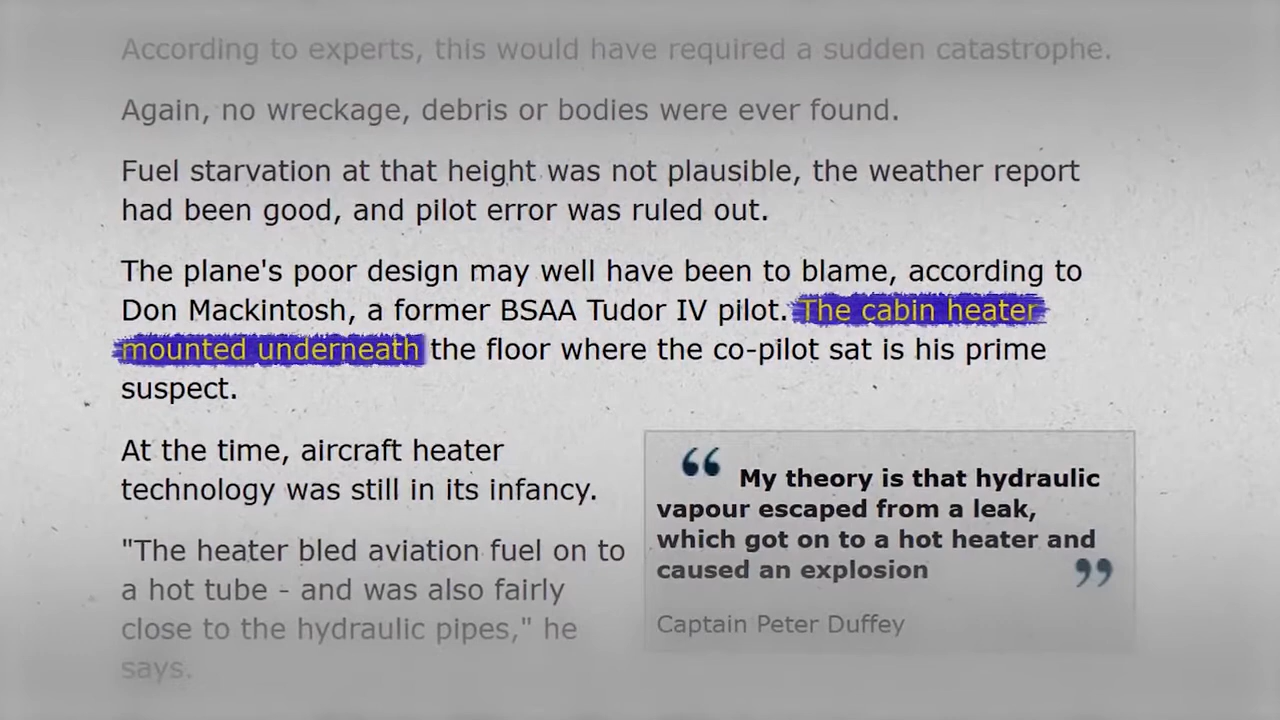 According to experts, this would have required a sudden catastrophe.
Again, no wreckage, debris or bodies were ever found.
Fuel starvation at that height was not plausible, the weather report
had been good, and pilot error was ruled out.
The plane's poor design may well have been to blame, according to
Don Mackintosh, a former BSAA Tudor IV pilot. The cabin heater
mounted underneath the floor where the co-pilot sat is his prime
suspect.
At the time, aircraft heater
technology was still in its infancy.
"The heater bled aviation fuel on to
a hot tube - and was also fairly
close to the hydraulic pipes," he
says.
“ My theory is that hydraulic
vapour escaped from a leak,
which got on to a hot heater and
caused an explosion ”
Captain Peter Duffey